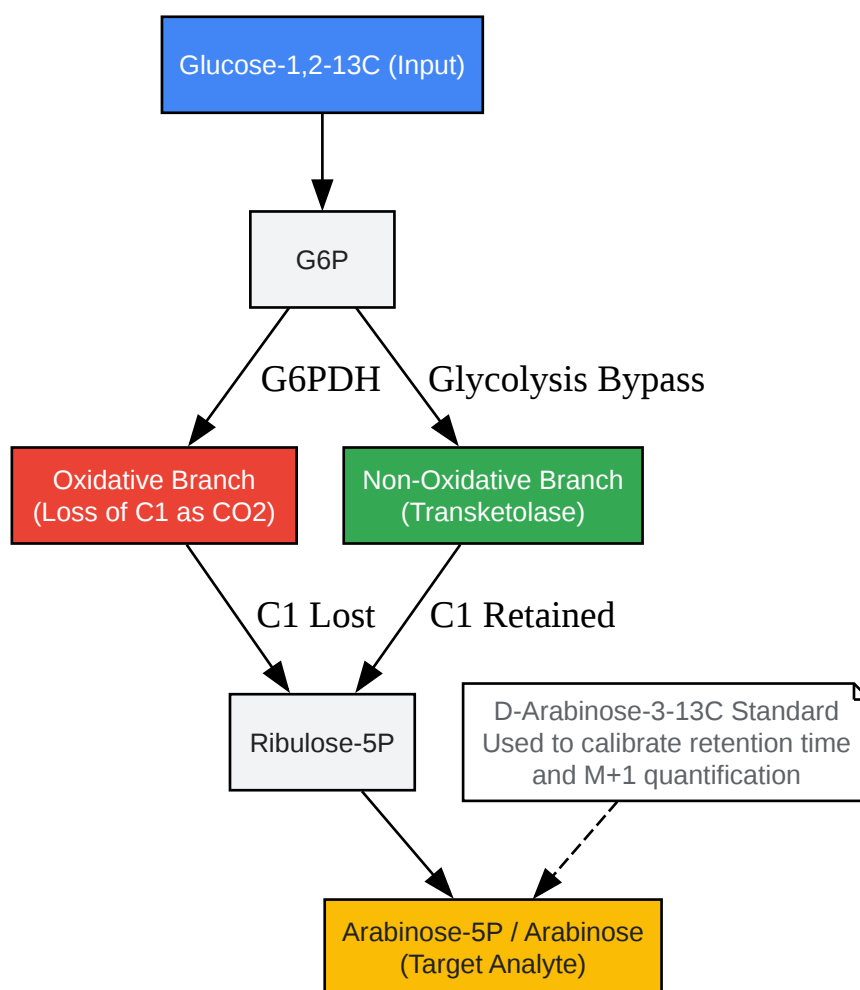 Glucose-1,2-13C (Input)
G6P
G6PDH
Glycolysis Bypass
Oxidative Branch
(Loss of C1 as CO2)
Non-Oxidative Branch
(Transketolase)
C1 Lost
C1 Retained
Ribulose-5P
D-Arabinose-3-13C Standard
Used to calibrate retention time
and M+1 quantification
Arabinose-5P / Arabinose
(Target Analyte)